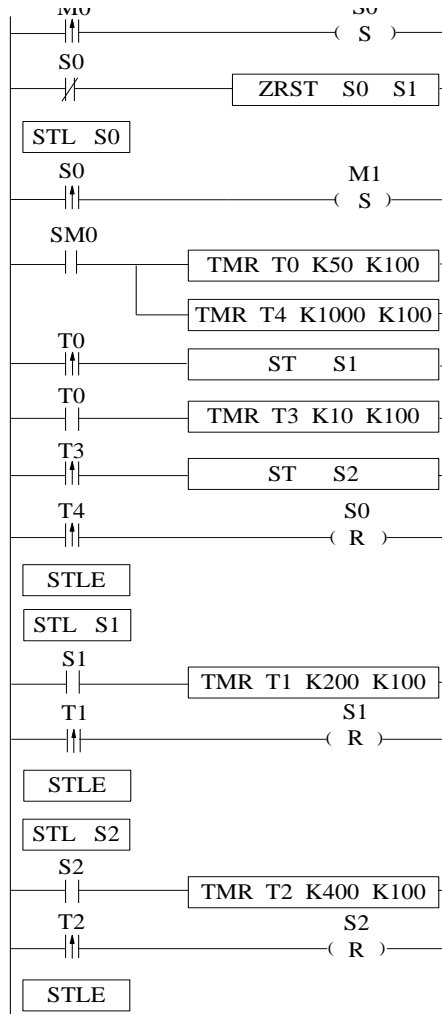 M0 S0
( S )
S0
ZRST S0 S1
STL S0
S0 M1
( S )
SM0
TMR T0 K50 K100
TMR T4 K1000 K100
T0
ST S1
T0
TMR T3 K10 K100
T3
ST S2
T4 S0
( R )
STLE
STL S1
S1
TMR T1 K200 K100
T1 S1
( R )
STLE
STL S2
S2
TMR T2 K400 K100
T2 S2
( R )
STLE